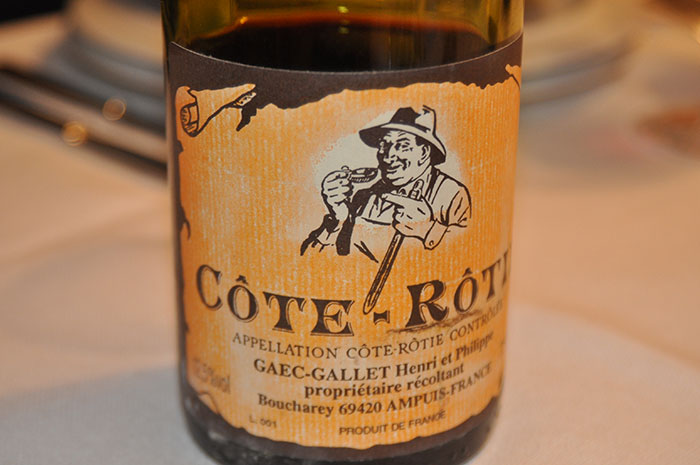 CÔTE-RÔTI
APPELLATION CÔTE-RÔTIE CONTRÔLÉE
GAEC-GALLET Henri et Philippe
propriétaire récoltant
Boucharey 69420 AMPUIS-FRANCE
L. 001
PRODUIT DE FRANCE